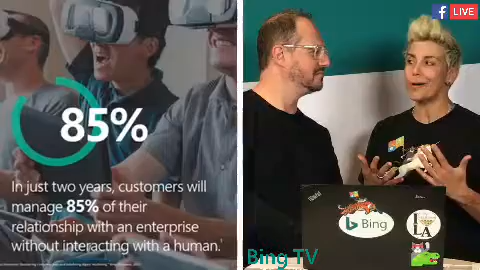 85%
In just two years, customers will
manage 85% of their
relationship with an enterprise
without interacting with a human.
f LIVE
Bing
LA
Bing TV